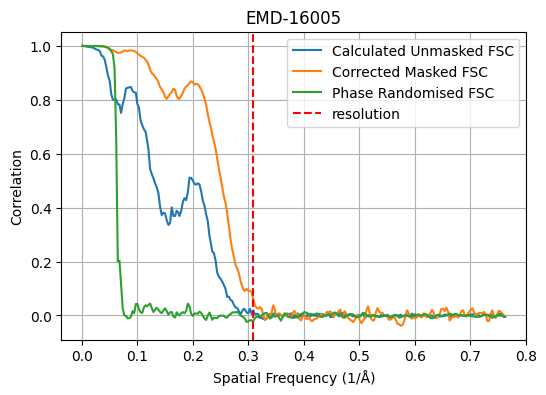 EMD-16005
Calculated Unmasked FSC
Corrected Masked FSC
Phase Randomised FSC
resolution
Correlation
1.0
0.8
0.6
0.4
0.2
0.0
0.0 0.1 0.2 0.3 0.4 0.5 0.6 0.7 0.8
Spatial Frequency (1/Å)